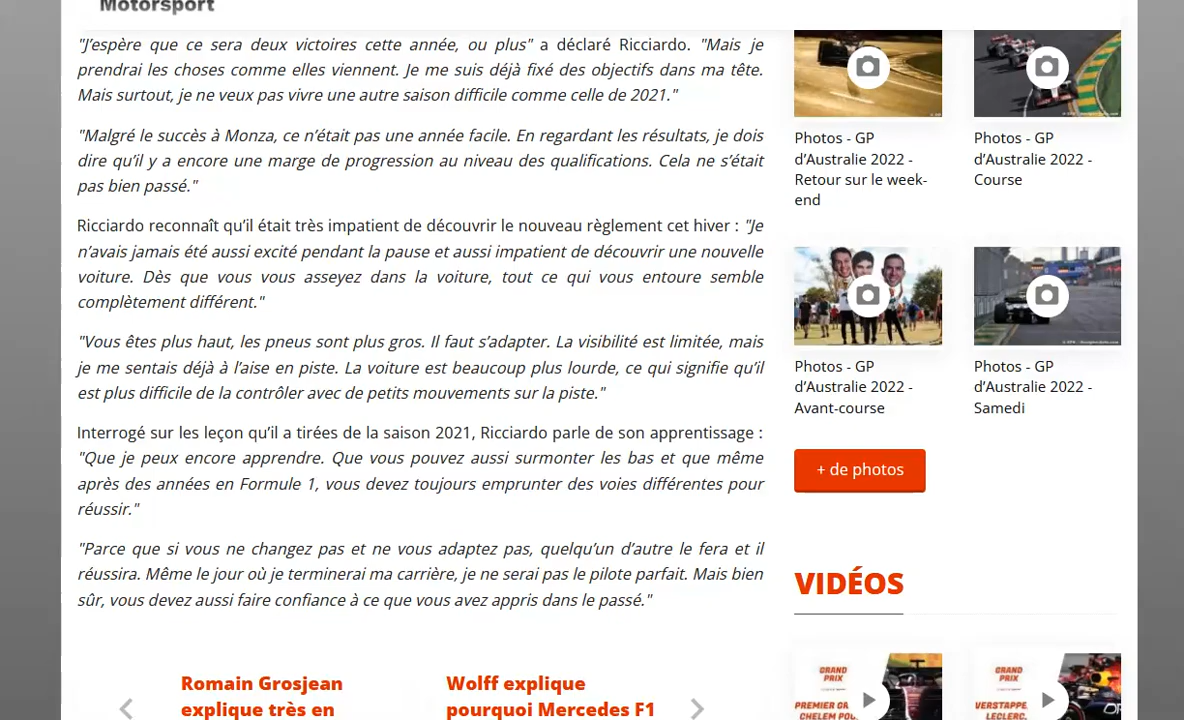 Motorsport
"J'espère que ce sera deux victoires cette année, ou plus" a déclaré Ricciardo. "Mais je
prendrai les choses comme elles viennent. Je me suis déjà fixé des objectifs dans ma tête.
Mais surtout, je ne veux pas vivre une autre saison difficile comme celle de 2021."
"Malgré le succès à Monza, ce n'était pas une année facile. En regardant les résultats, je dois
dire qu'il y a encore une marge de progression au niveau des qualifications. Cela ne s'était
pas bien passé."
Ricciardo reconnaît qu'il était très impatient de découvrir le nouveau règlement cet hiver : "Je
n'avais jamais été aussi excité pendant la pause et aussi impatient de découvrir une nouvelle
voiture. Dès que vous vous asseyez dans la voiture, tout ce qui vous entoure semble
complètement différent."
"Vous êtes plus haut, les pneus sont plus gros. Il faut s'adapter. La visibilité est limitée, mais
je me sentais déjà à l'aise en piste. La voiture est beaucoup plus lourde, ce qui signifie qu'il
est plus difficile de la contrôler avec de petits mouvements sur la piste."
Interrogé sur les leçon qu'il a tirées de la saison 2021, Ricciardo parle de son apprentissage :
"Que je peux encore apprendre. Que vous pouvez aussi surmonter les bas et que même
après des années en Formule 1, vous devez toujours emprunter des voies différentes pour
réussir."
"Parce que si vous ne changez pas et ne vous adaptez pas, quelqu'un d'autre le fera et il
réussira. Même le jour où je terminerai ma carrière, je ne serai pas le pilote parfait. Mais bien
sûr, vous devez aussi faire confiance à ce que vous avez appris dans le passé."
Romain Grosjean
explique très en
Wolff explique
pourquoi Mercedes F1
Photos - GP
d'Australie 2022 -
Retour sur le week-
end
Photos - GP
d'Australie 2022 -
Course
Photos - GP
d'Australie 2022 -
Avant-course
Photos - GP
d'Australie 2022 -
Samedi
+ de photos
VIDÉOS
GRAND
PRIX
PREMIER
CHELEM
GRAND
PRIX
VERSTAPPE
LECLERC,